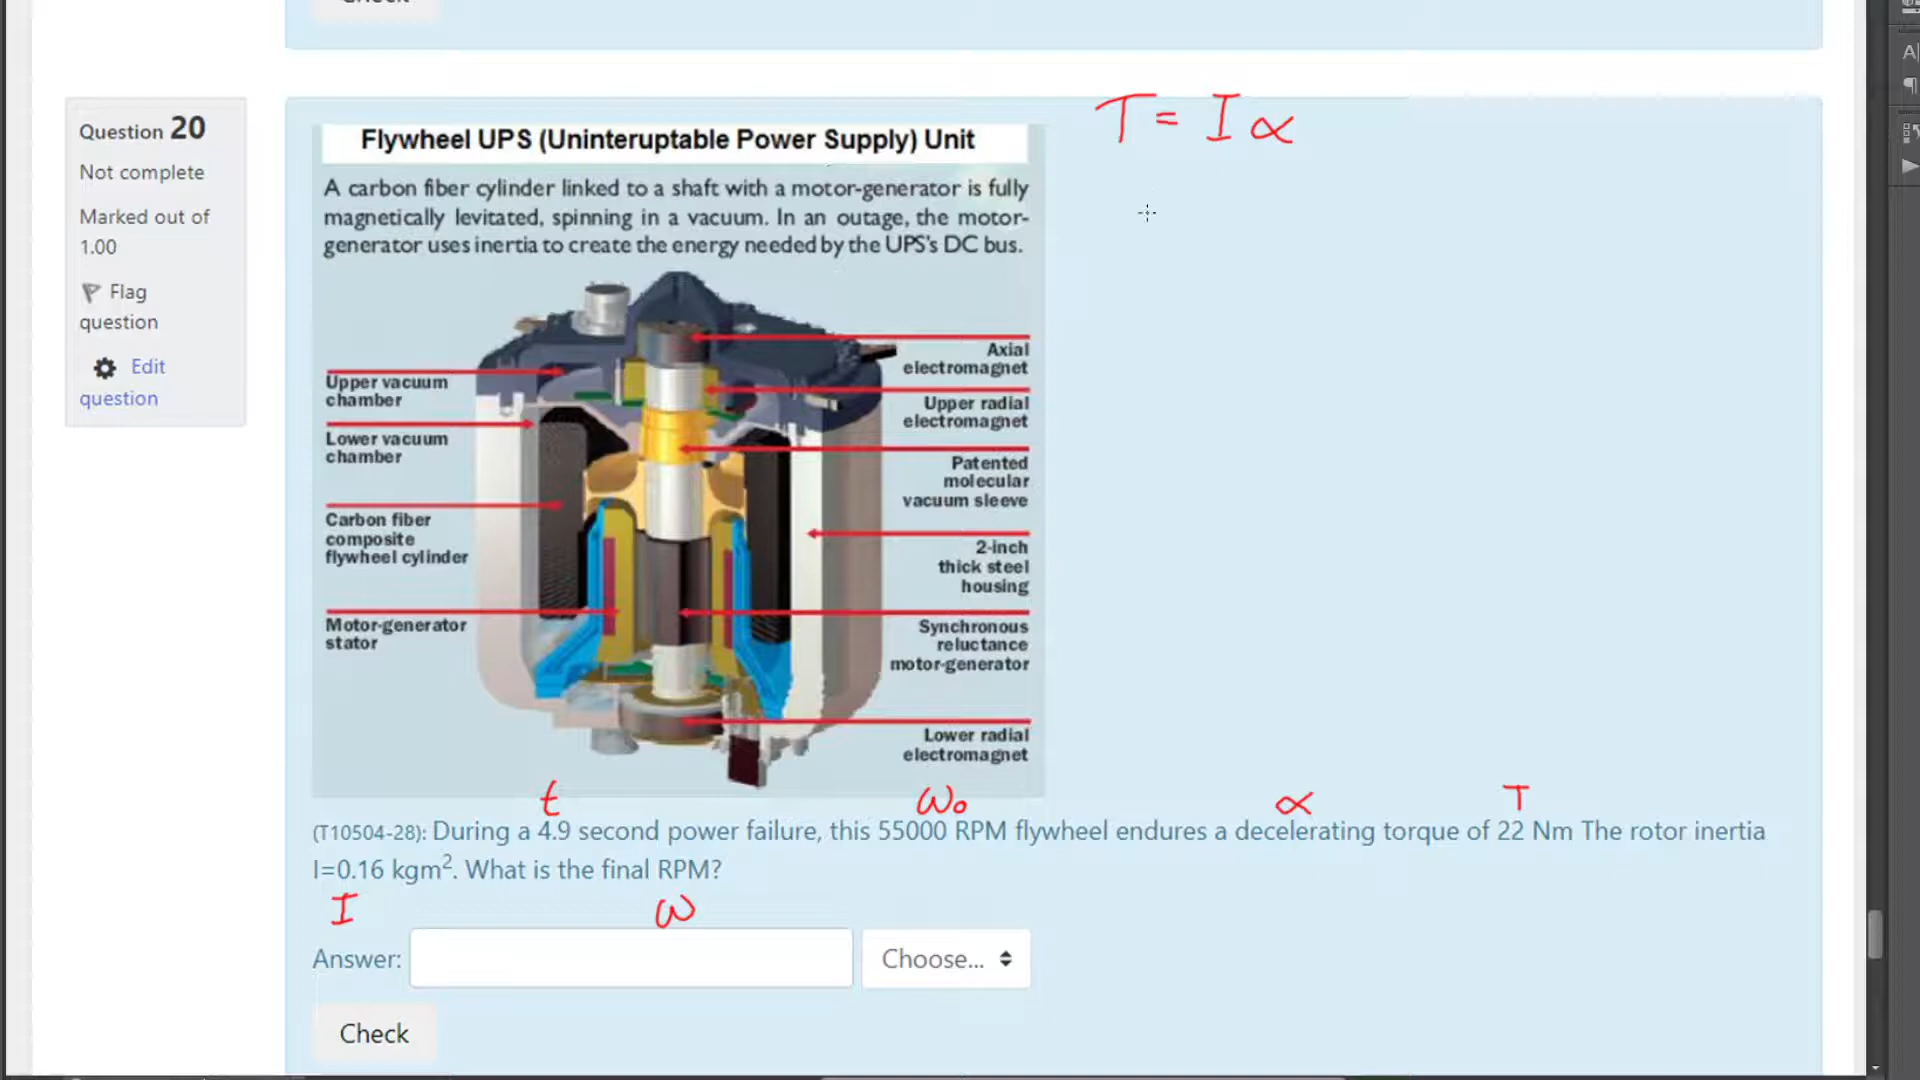 Check
Question 20
Not complete
Marked out of
1.00
Flag
question
Edit
question
T = I α
Flywheel UPS (Uninteruptable Power Supply) Unit
A carbon fiber cylinder linked to a shaft with a motor-generator is fully
magnetically levitated, spinning in a vacuum. In an outage, the motor-
generator uses inertia to create the energy needed by the UPS's DC bus.
Upper vacuum
chamber
Lower vacuum
chamber
Carbon fiber
composite
flywheel cylinder
Motor-generator
stator
Axial
electromagnet
Upper radial
electromagnet
Patented
molecular
vacuum sleeve
2-inch
thick steel
housing
Synchronous
reluctance
motor-generator
Lower radial
electromagnet
t ω₀ α T
(T10504-28): During a 4.9 second power failure, this 55000 RPM flywheel endures a decelerating torque of 22 Nm The rotor inertia
I=0.16 kgm². What is the final RPM?
I ω
Answer: Choose...
Check